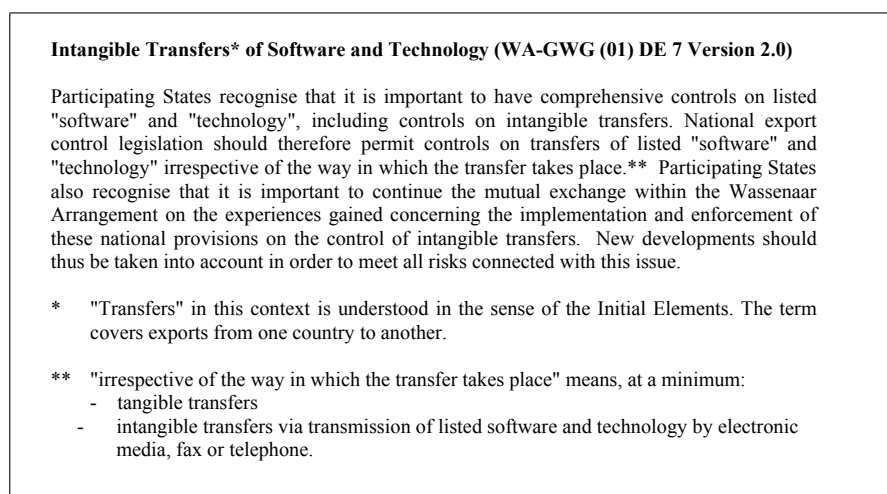 Intangible Transfers* of Software and Technology (WA-GWG (01) DE 7 Version 2.0)
Participating States recognise that it is important to have comprehensive controls on listed
"software" and "technology", including controls on intangible transfers. National export
control legislation should therefore permit controls on transfers of listed "software" and
"technology" irrespective of the way in which the transfer takes place.** Participating States
also recognise that it is important to continue the mutual exchange within the Wassenaar
Arrangement on the experiences gained concerning the implementation and enforcement of
these national provisions on the control of intangible transfers. New developments should
thus be taken into account in order to meet all risks connected with this issue.
* "Transfers" in this context is understood in the sense of the Initial Elements. The term
covers exports from one country to another.
** "irrespective of the way in which the transfer takes place" means, at a minimum:
- tangible transfers
- intangible transfers via transmission of listed software and technology by electronic
media, fax or telephone.